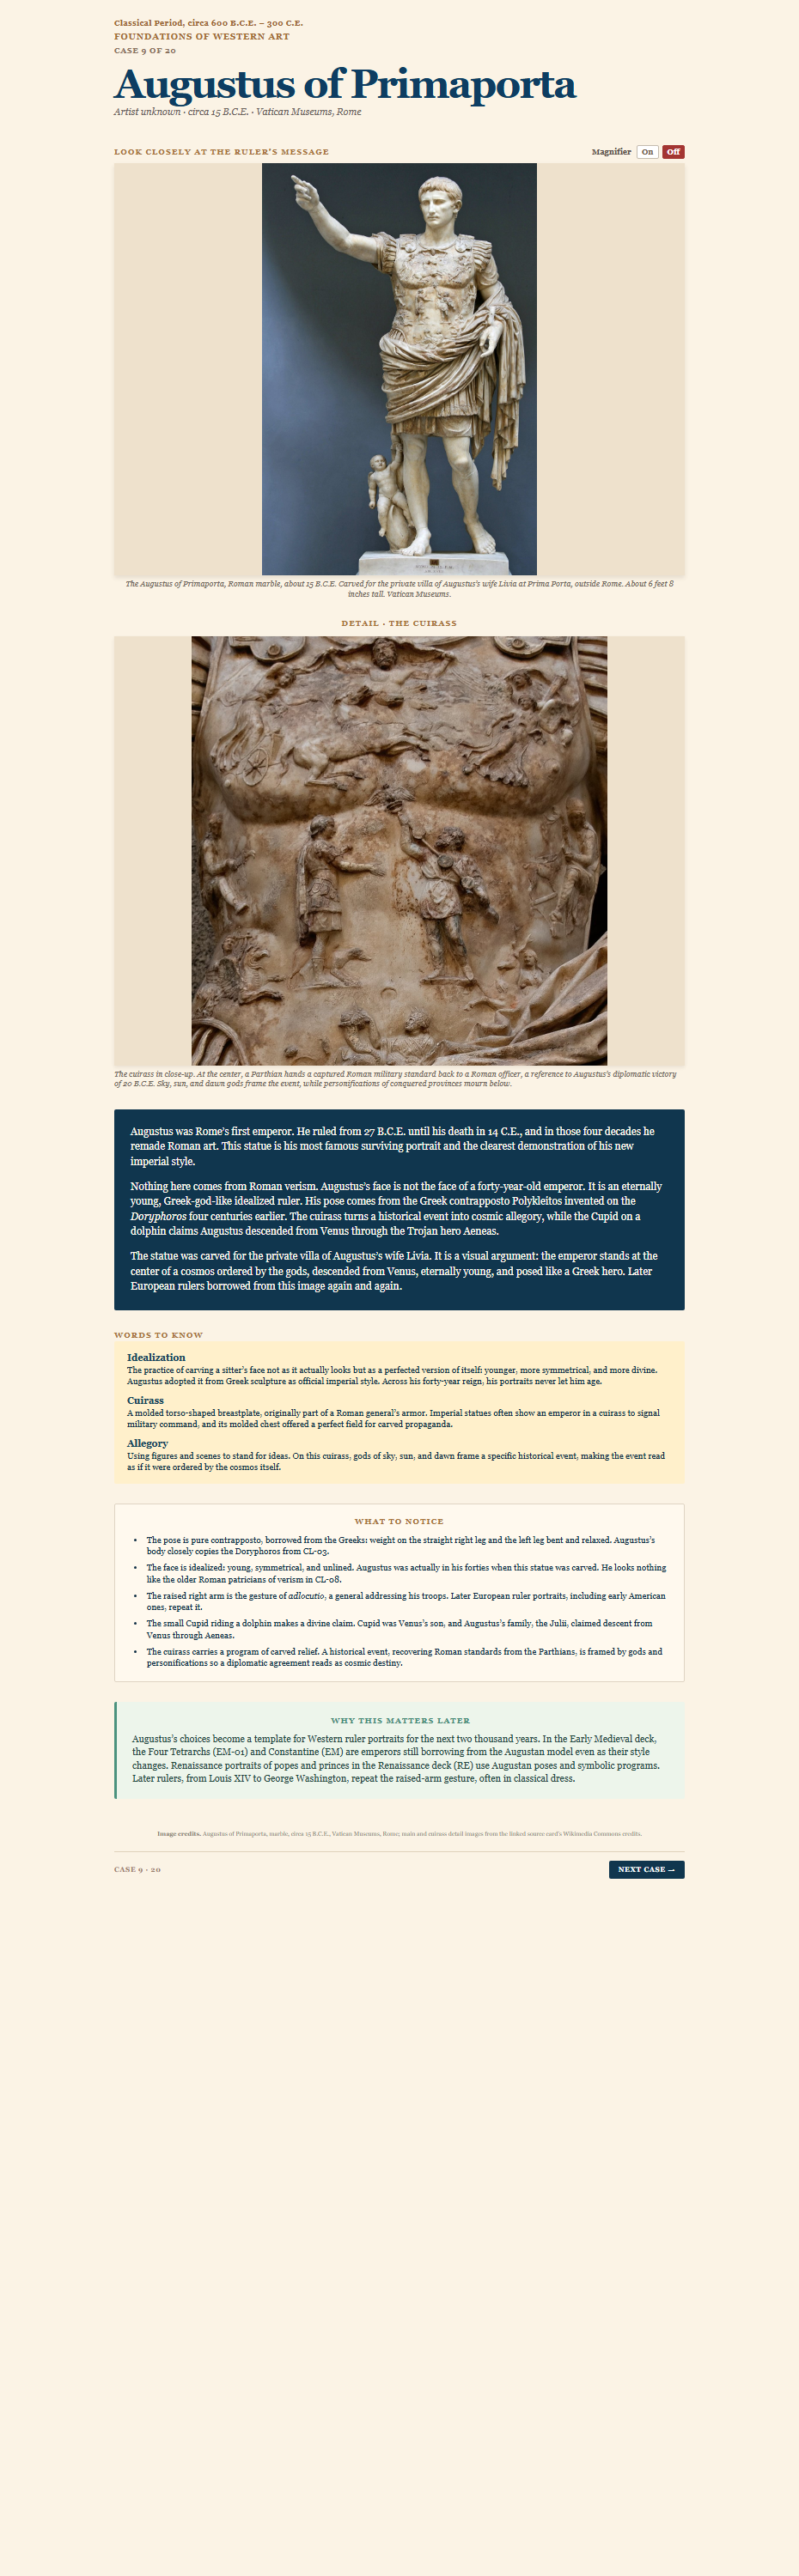 Classical Period, circa 600 B.C.E. – 300 C.E.
FOUNDATIONS OF WESTERN ART
CASE 9 OF 20
Augustus of Primaporta
Artist unknown · circa 15 B.C.E. · Vatican Museums, Rome
LOOK CLOSELY AT THE RULER'S MESSAGE
Magnifier On Off
The Augustus of Primaporta, Roman marble, about 15 B.C.E. Carved for the private villa of Augustus's wife Livia at Prima Porta, outside Rome. About 6 feet 8
inches tall. Vatican Museums.
DETAIL · THE CUIRASS
The cuirass in close-up. At the center, a Parthian hands a captured Roman military standard back to a Roman officer, a reference to Augustus's diplomatic victory
of 20 B.C.E. Sky, sun, and dawn gods frame the event, while personifications of conquered provinces mourn below.
Augustus was Rome's first emperor. He ruled from 27 B.C.E. until his death in 14 C.E., and in those four decades he
remade Roman art. This statue is his most famous surviving portrait and the clearest demonstration of his new
imperial style.
Nothing here comes from Roman verism. Augustus's face is not the face of a forty-year-old emperor. It is an eternally
young, Greek-god-like idealized ruler. His pose comes from the Greek contrapposto Polykleitos invented on the
Doryphoros four centuries earlier. The cuirass turns a historical event into cosmic allegory, while the Cupid on a
dolphin claims Augustus descended from Venus through the Trojan hero Aeneas.
The statue was carved for the private villa of Augustus's wife Livia. It is a visual argument: the emperor stands at the
center of a cosmos ordered by the gods, descended from Venus, eternally young, and posed like a Greek hero. Later
European rulers borrowed from this image again and again.
WORDS TO KNOW
Idealization
The practice of carving a sitter's face not as it actually looks but as a perfected version of itself: younger, more symmetrical, and more divine.
Augustus adopted it from Greek sculpture as official imperial style. Across his forty-year reign, his portraits never let him age.
Cuirass
A molded torso-shaped breastplate, originally part of a Roman general's armor. Imperial statues often show an emperor in a cuirass to signal
military command, and its molded chest offered a perfect field for carved propaganda.
Allegory
Using figures and scenes to stand for ideas. On this cuirass, gods of sky, sun, and dawn frame a specific historical event, making the event read
as if it were ordered by the cosmos itself.
WHAT TO NOTICE
• The pose is pure contrapposto, borrowed from the Greeks: weight on the straight right leg and the left leg bent and relaxed. Augustus's
body closely copies the Doryphoros from CL-03.
• The face is idealized: young, symmetrical, and unlined. Augustus was actually in his forties when this statue was carved. He looks nothing
like the older Roman patricians of verism in CL-08.
• The raised right arm is the gesture of adlocutio, a general addressing his troops. Later European ruler portraits, including early American
ones, repeat it.
• The small Cupid riding a dolphin makes a divine claim. Cupid was Venus's son, and Augustus's family, the Julii, claimed descent from
Venus through Aeneas.
• The cuirass carries a program of carved relief. A historical event, recovering Roman standards from the Parthians, is framed by gods and
personifications so a diplomatic agreement reads as cosmic destiny.
WHY THIS MATTERS LATER
Augustus's choices become a template for Western ruler portraits for the next two thousand years. In the Early Medieval deck,
the Four Tetrarchs (EM-01) and Constantine (EM) are emperors still borrowing from the Augustan model even as their style
changes. Renaissance portraits of popes and princes in the Renaissance deck (RE) use Augustan poses and symbolic programs.
Later rulers, from Louis XIV to George Washington, repeat the raised-arm gesture, often in classical dress.
Image credits. Augustus of Primaporta, marble, circa 15 B.C.E., Vatican Museums, Rome; main and cuirass detail images from the linked source card's Wikimedia Commons credits.
CASE 9 · 20
NEXT CASE →